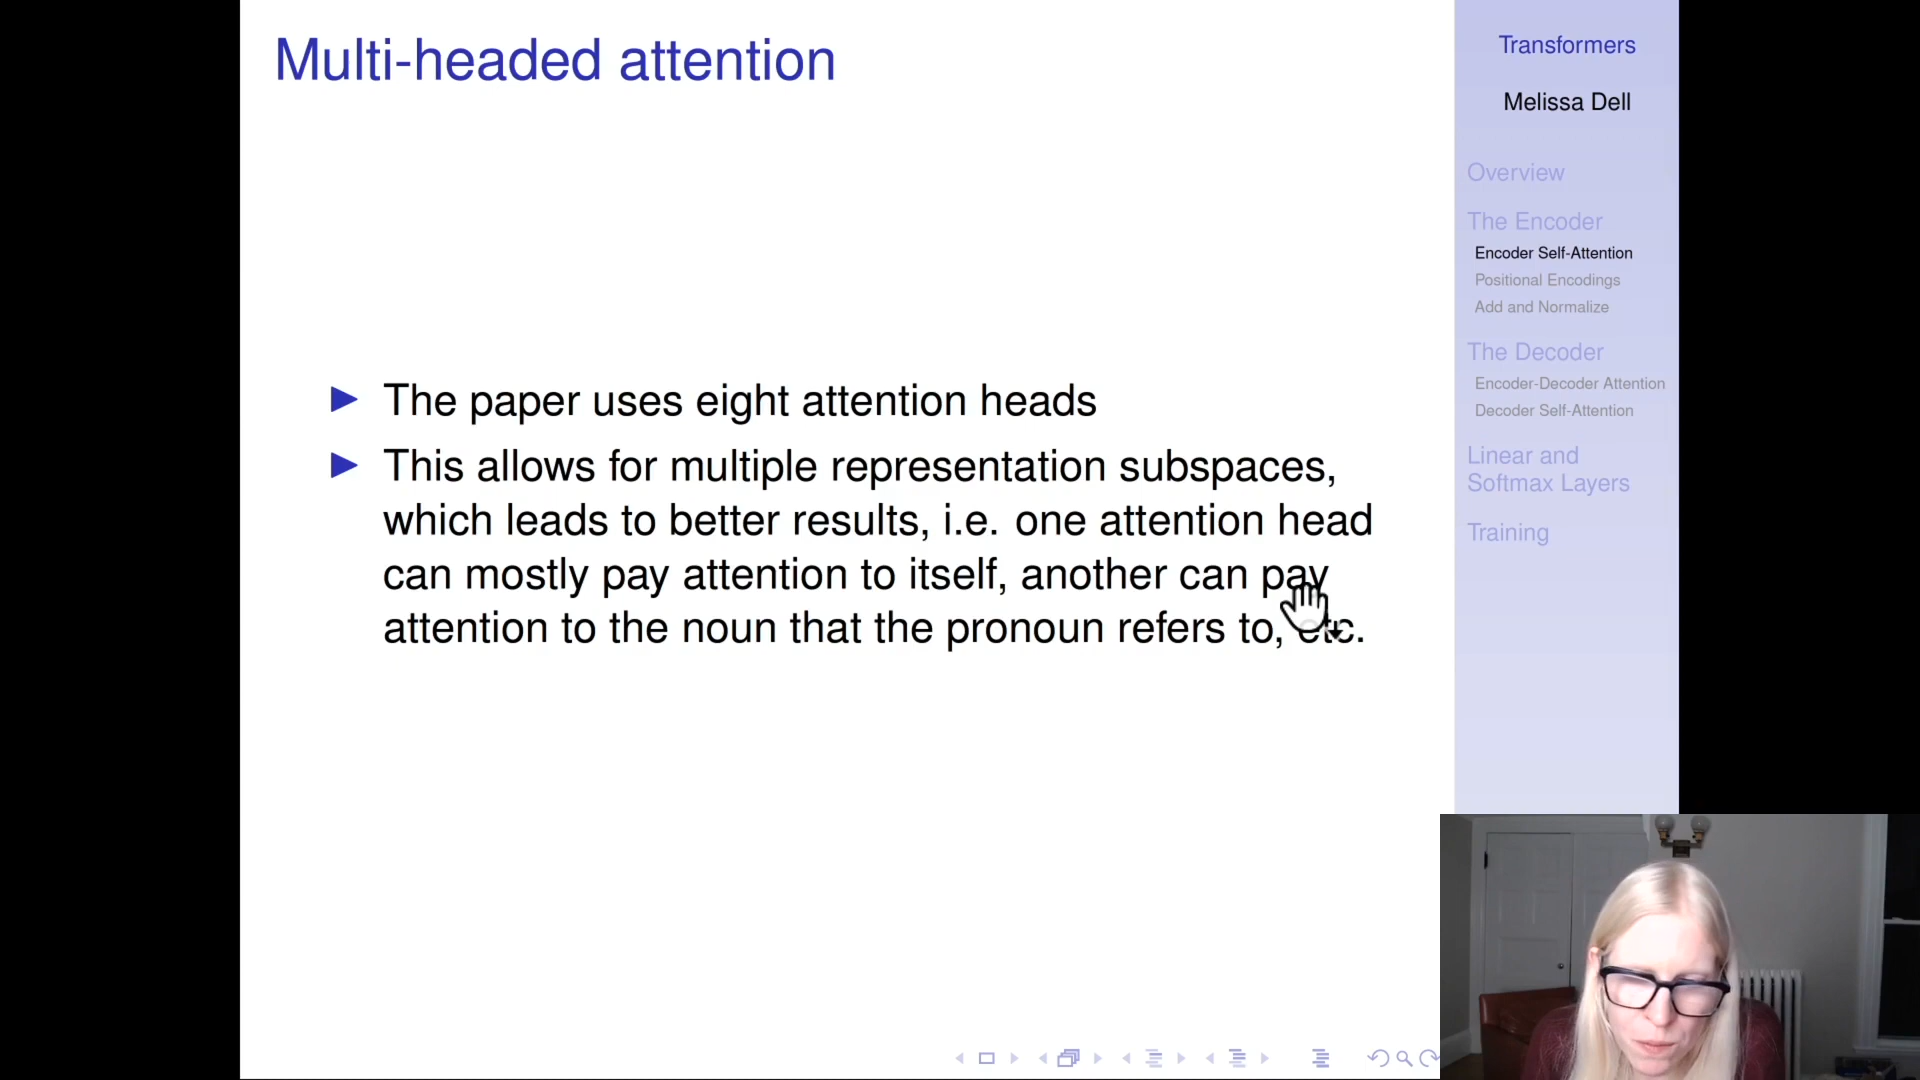 Multi-headed attention
The paper uses eight attention heads
This allows for multiple representation subspaces,
which leads to better results, i.e. one attention head
can mostly pay attention to itself, another can pay
attention to the noun that the pronoun refers to, etc.
Transformers
Melissa Dell
Overview
The Encoder
Encoder Self-Attention
Positional Encodings
Add and Normalize
The Decoder
Encoder-Decoder Attention
Decoder Self-Attention
Linear and
Softmax Layers
Training